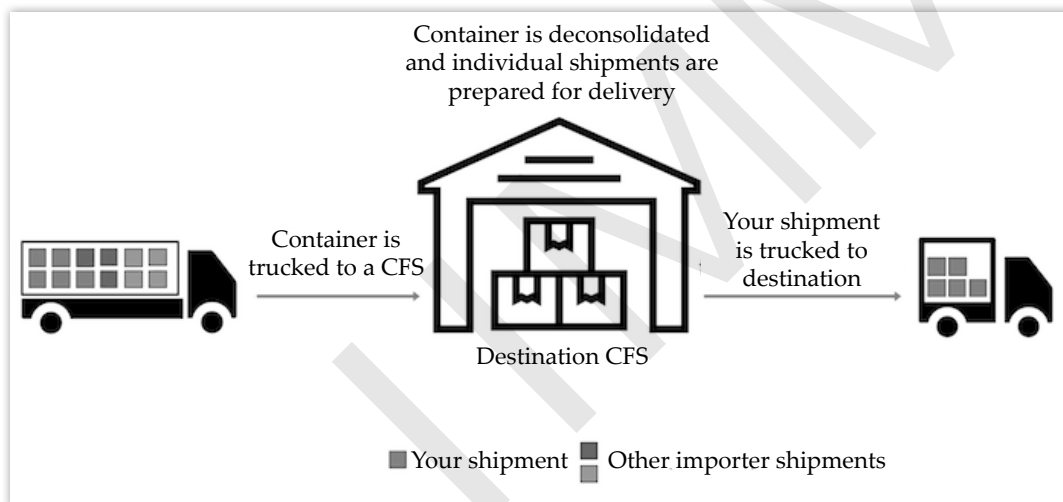 Container is deconsolidated
and individual shipments are
prepared for delivery
Container is
trucked to a CFS
Your shipment
is trucked to
destination
Destination CFS
Your shipment
Other importer shipments